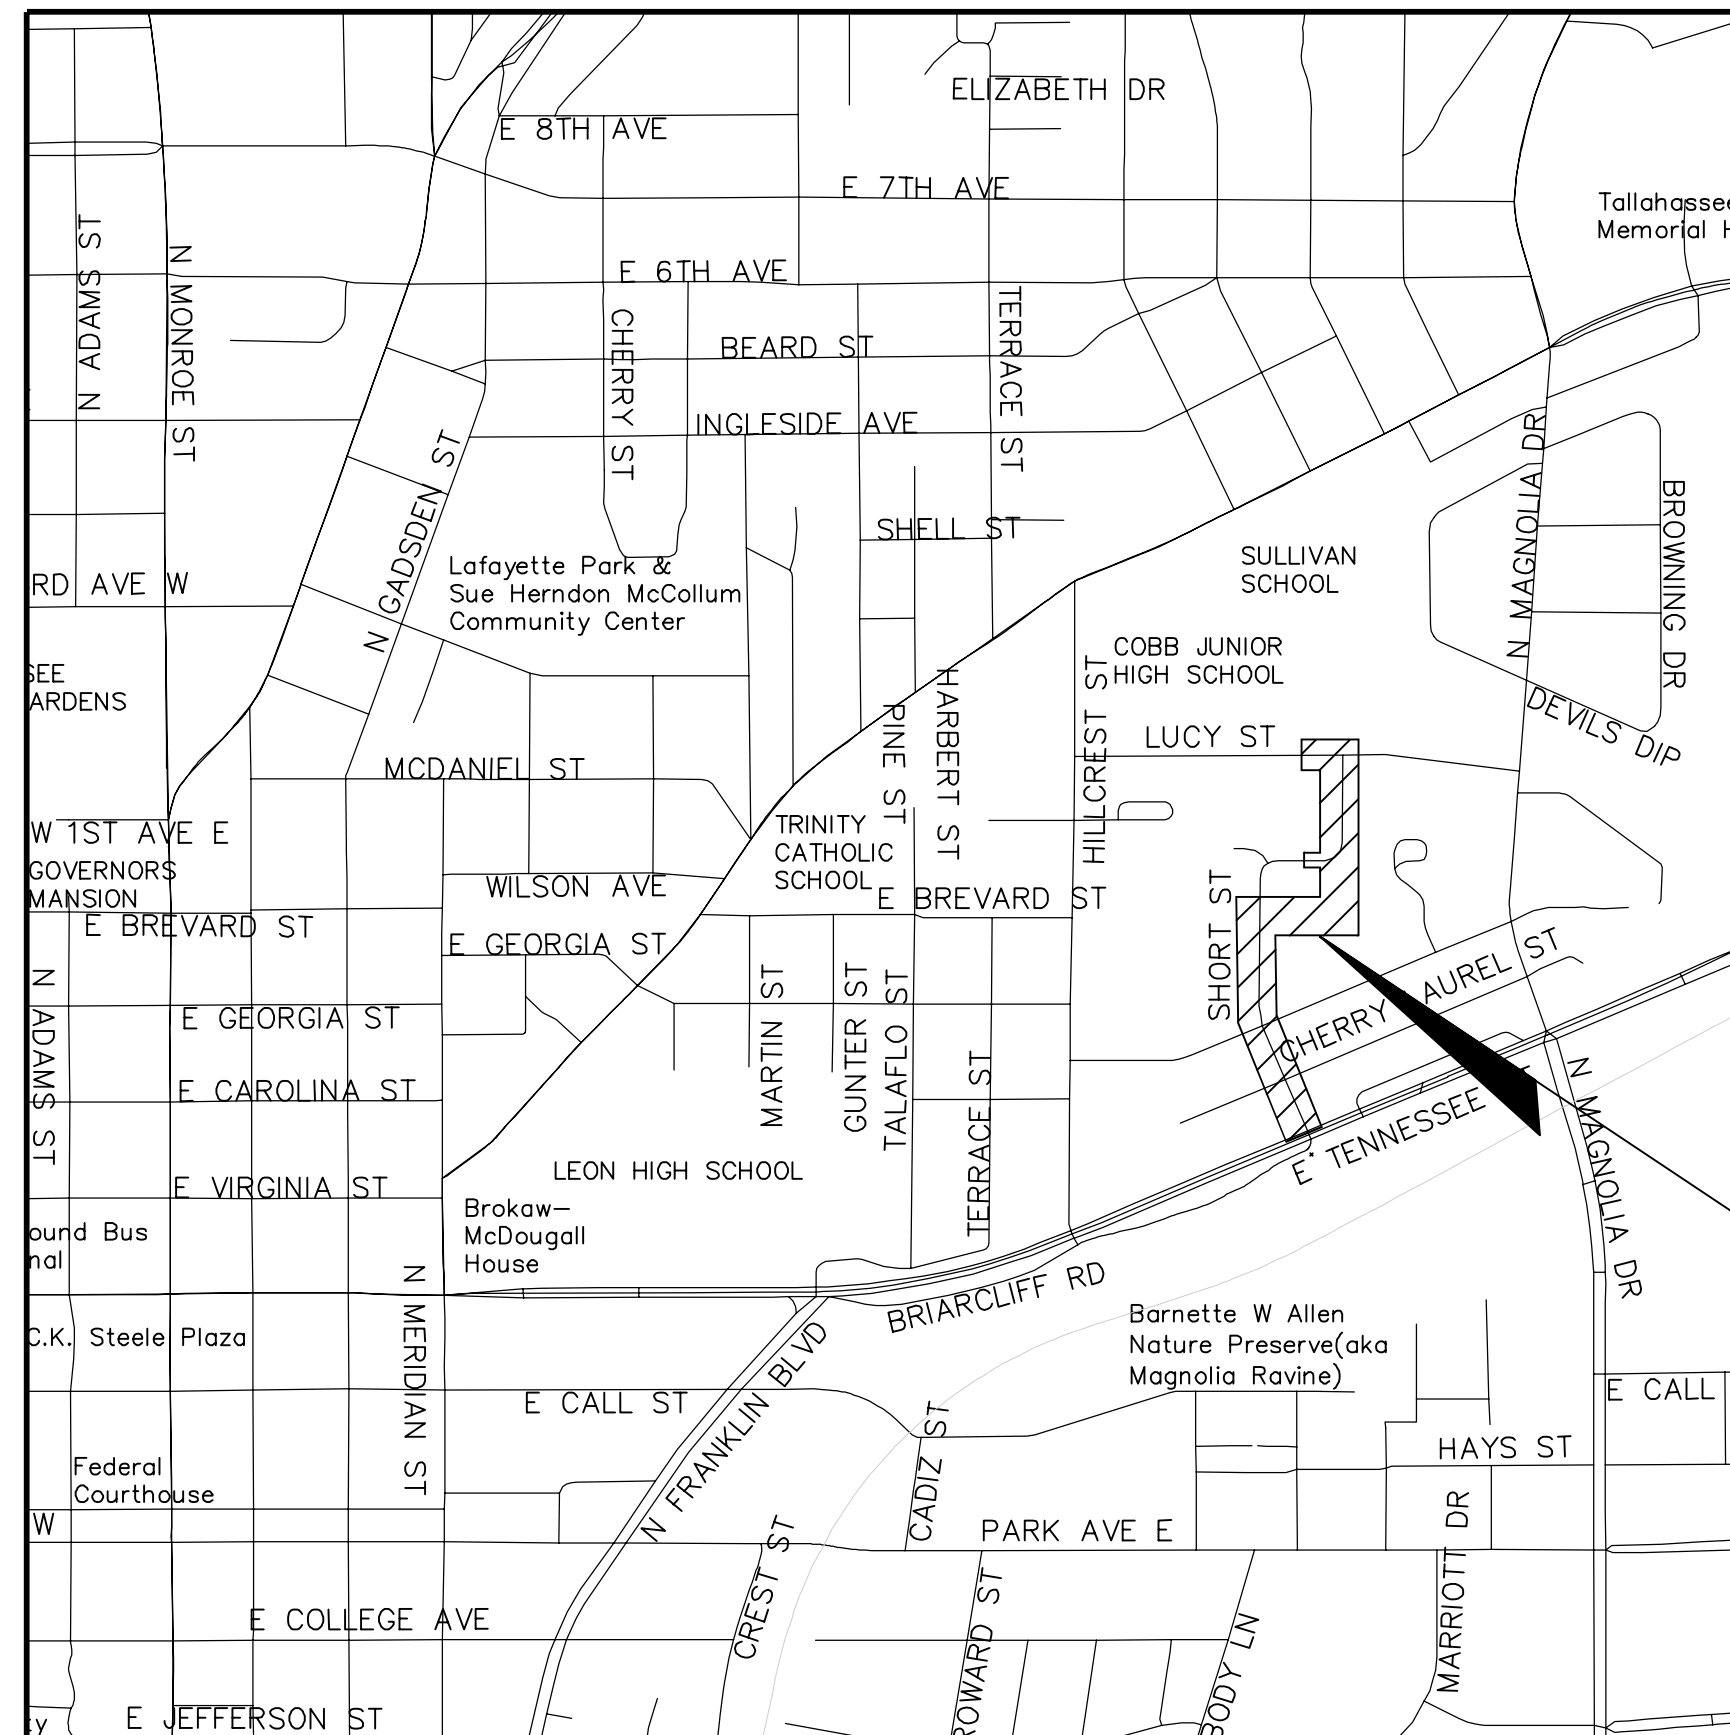 ELIZABETH DR
E 8TH AVE
E 7TH AVE
Tallahassee
Memorial H
N ADAMS ST
N MONROE ST
E 6TH AVE
CHERRY ST
TERRACE ST
BEARD ST
INGLESIDE AVE
N GADSDEN ST
SHELL ST
N MAGNOLIA DR
BROWNING DR
SULLIVAN
SCHOOL
RD AVE W
Lafayette Park &
Sue Herndon McCollum
Community Center
COBB JUNIOR
HIGH SCHOOL
SEE
ARDENS
HARBERT ST
PINE ST
HILLCREST ST
DEVILS DIP
LUCY ST
MCDANIEL ST
W 1ST AVE E
TRINITY
CATHOLIC
SCHOOL
GOVERNORS
MANSION
WILSON AVE
E BREVARD ST
SHORT ST
E BREVARD ST
E GEORGIA ST
CHERRY LAUREL ST
N ADAMS ST
MARTIN ST
GUNTER ST
TALAFLO ST
E GEORGIA ST
E CAROLINA ST
TERRACE ST
N MAGNOLIA DR
E TENNESSEE
LEON HIGH SCHOOL
E VIRGINIA ST
Brokaw–
McDougall
House
ound Bus
nal
N MERIDIAN ST
BRIARCLIFF RD
Barnette W Allen
Nature Preserve(aka
Magnolia Ravine)
C.K. Steele Plaza
N FRANKLIN BLVD
E CALL ST
E CALL
CADIZ ST
HAYS ST
Federal
Courthouse
W
PARK AVE E
MARRIOTT DR
CREST ST
E COLLEGE AVE
ROWARD ST
BODY LN
E JEFFERSON ST
ty